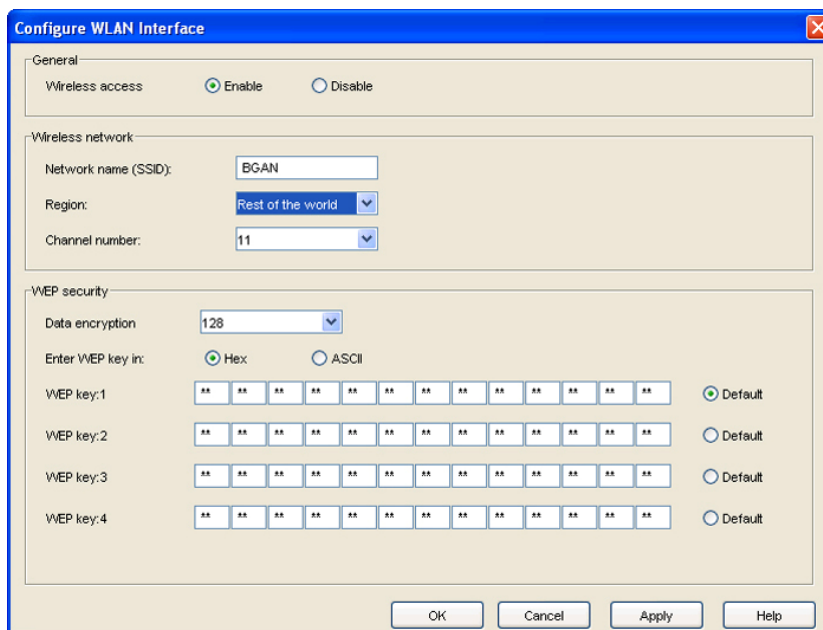 Configure WLAN Interface
General
Wireless access Enable Disable
Wireless network
Network name (SSID): BGAN
Region: Rest of the world
Channel number: 11
WEP security
Data encryption 128
Enter WEP key in: Hex ASCII
WEP key:1 ** ** ** ** ** ** ** ** ** ** ** ** ** Default
WEP key:2 ** ** ** ** ** ** ** ** ** ** ** ** ** Default
WEP key:3 ** ** ** ** ** ** ** ** ** ** ** ** ** Default
WEP key:4 ** ** ** ** ** ** ** ** ** ** ** ** ** Default
OK Cancel Apply Help